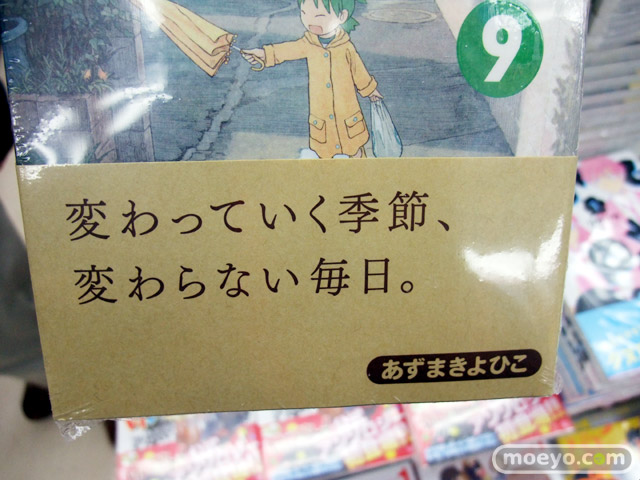 9
変わっていく季節、
変わらない毎日。
あずまきよひこ
moeyo.com